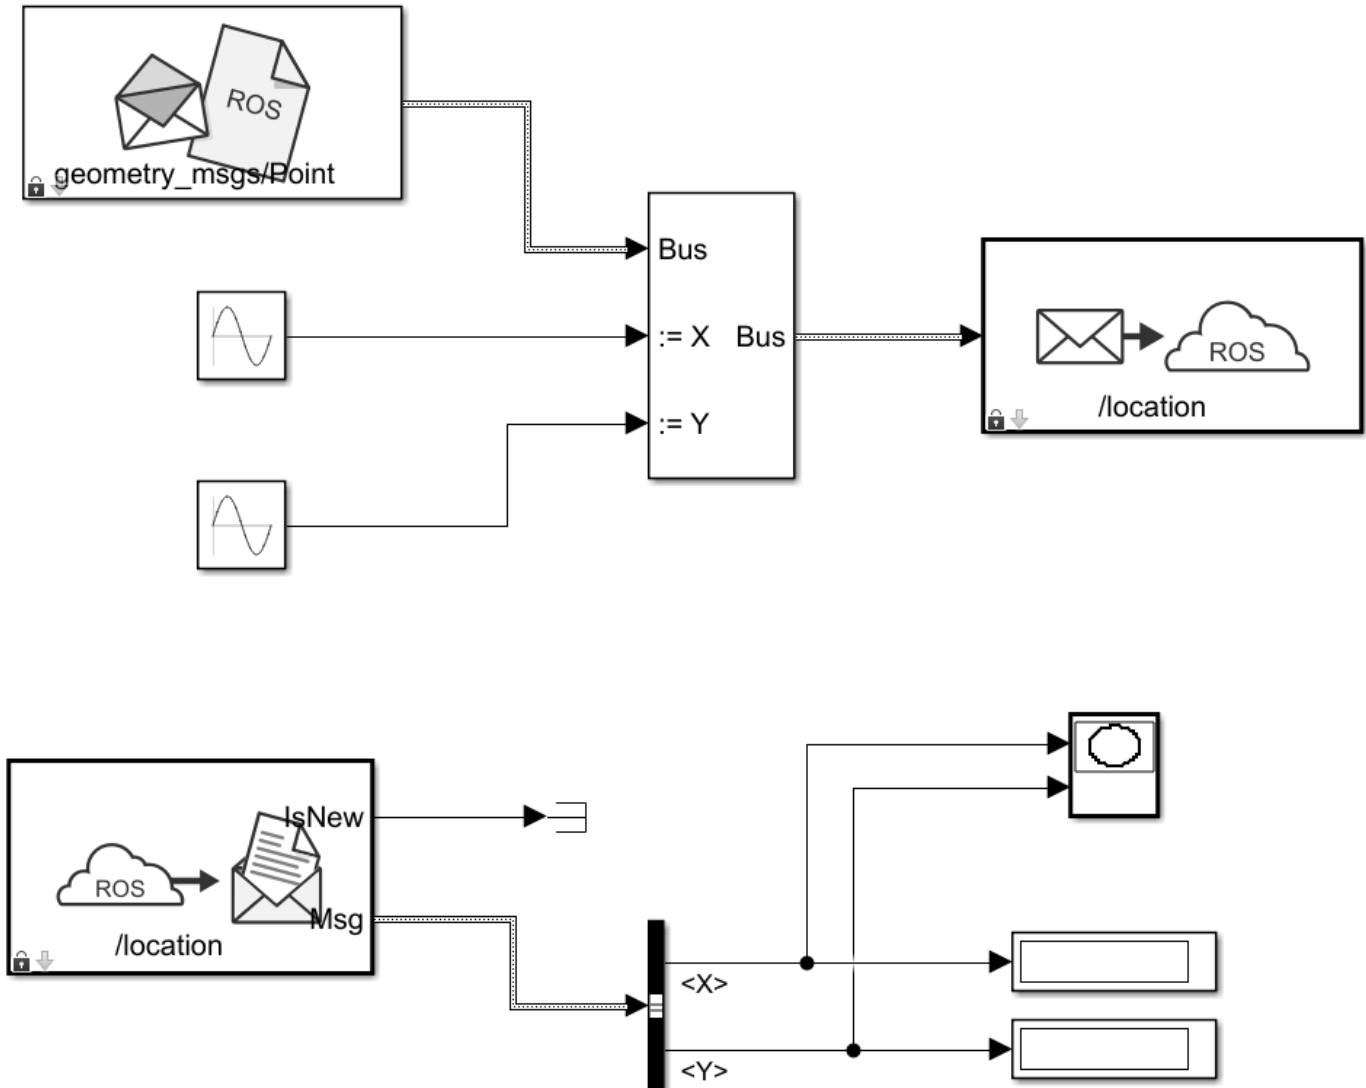 ROS
geometry_msgs/Point
Bus
:= X
Bus
:= Y
ROS
/location
IsNew
ROS
Msg
/location
<X>
<Y>